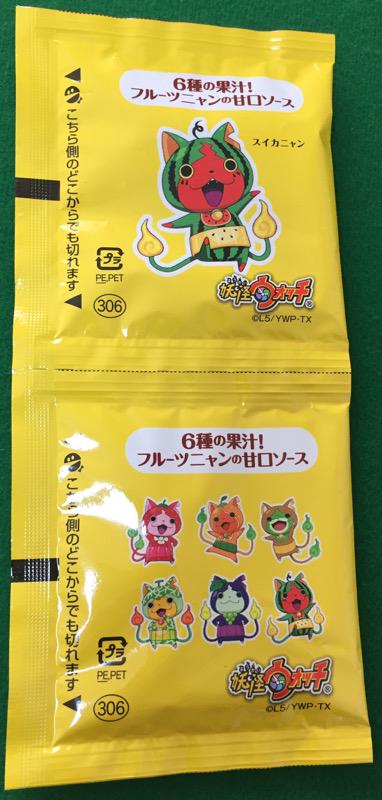 6種の果汁!
フルーツニャンの甘口ソース
スイカニャン
こちら側のどこからでも切れます
プラ
PE,PET
306
妖怪ウォッチ®
©L5/YWP・TX
6種の果汁!
フルーツニャンの甘口ソース
こちら側のどこからでも切れます
プラ
PE,PET
306
妖怪ウォッチ®
©L5/YWP・TX